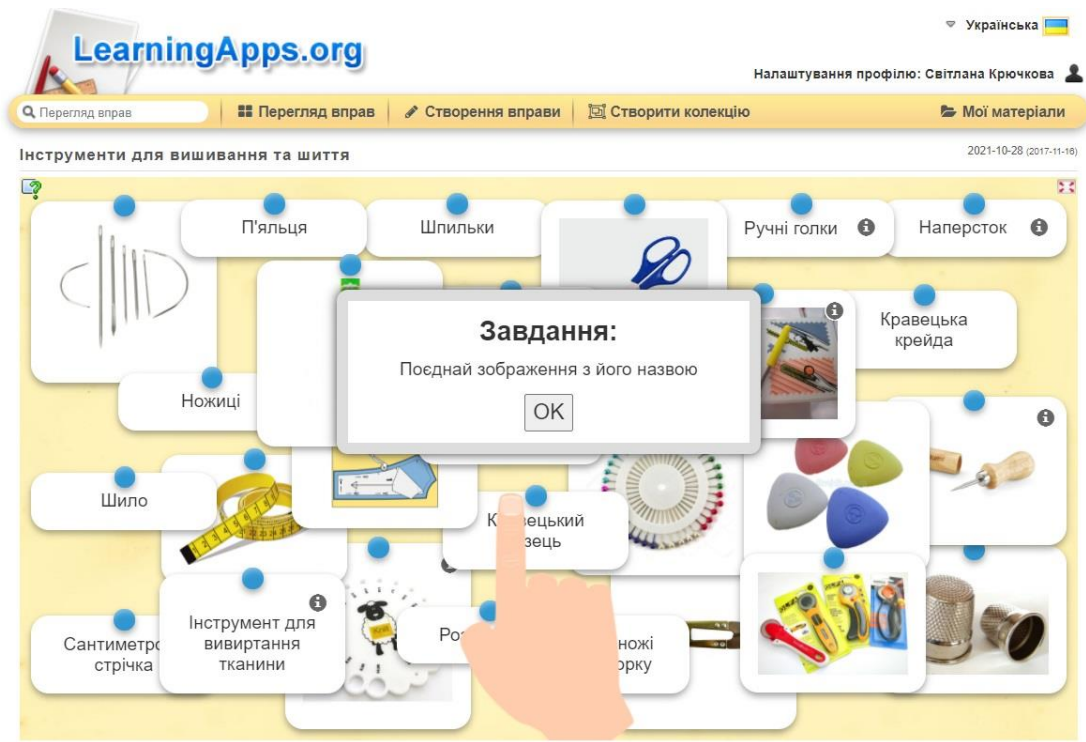 Українська
LearningApps.org
Налаштування профілю: Світлана Крючкова
Перегляд вправ
Перегляд вправ
Створення вправи
Створити колекцію
Мої матеріали
Інструменти для вишивання та шиття
2021-10-28 (2017-11-16)
П'яльця
Шпильки
Ручні голки
Наперсток
Кравецька
крейда
Завдання:
Поєднай зображення з його назвою
OK
Ножиці
Шило
Інструмент для
вивиртання
тканини
стрічка